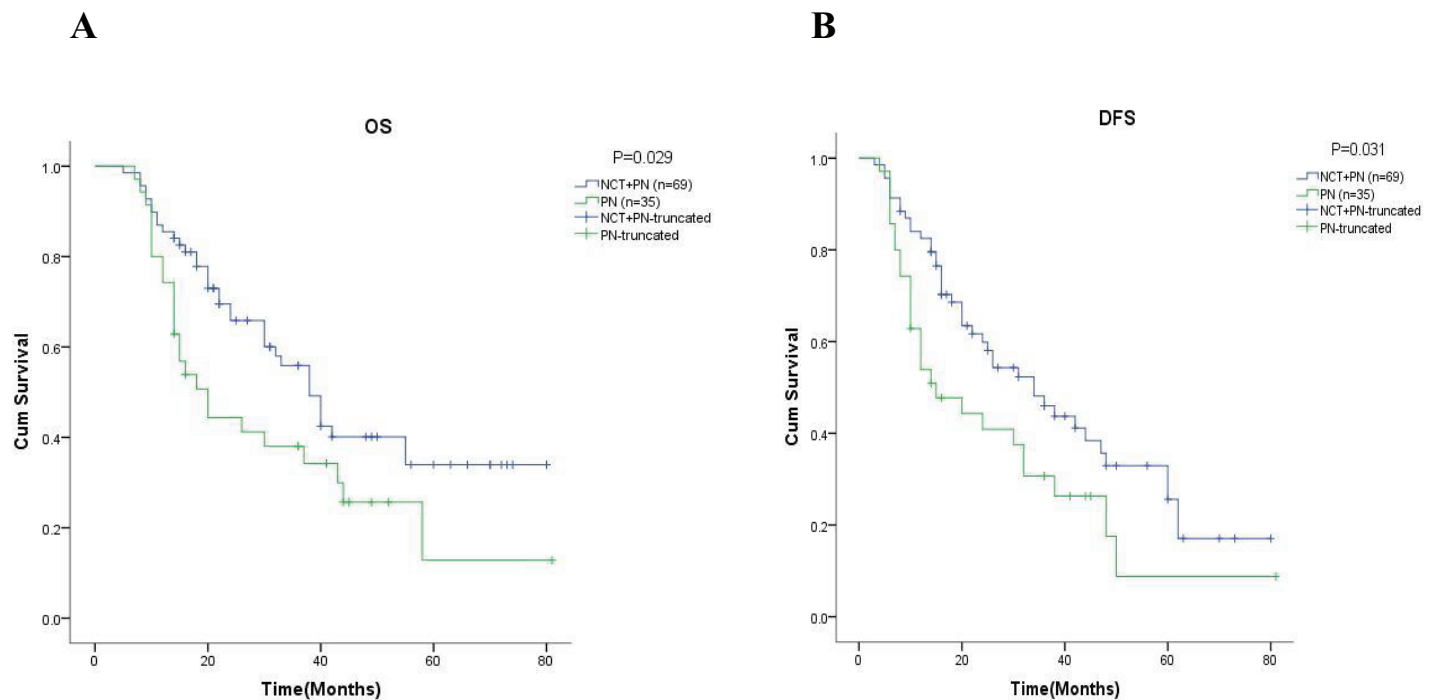 A
OS
P=0.029
NCT+PN (n=69)
PN (n=35)
NCT+PN-truncated
PN-truncated
Cum Survival
1.0
0.8
0.6
0.4
0.2
0.0
0 20 40 60 80
Time(Months)
B
DFS
P=0.031
NCT+PN (n=69)
PN (n=35)
NCT+PN-truncated
PN-truncated
Cum Survival
1.0
0.8
0.6
0.4
0.2
0.0
0 20 40 60 80
Time(Months)